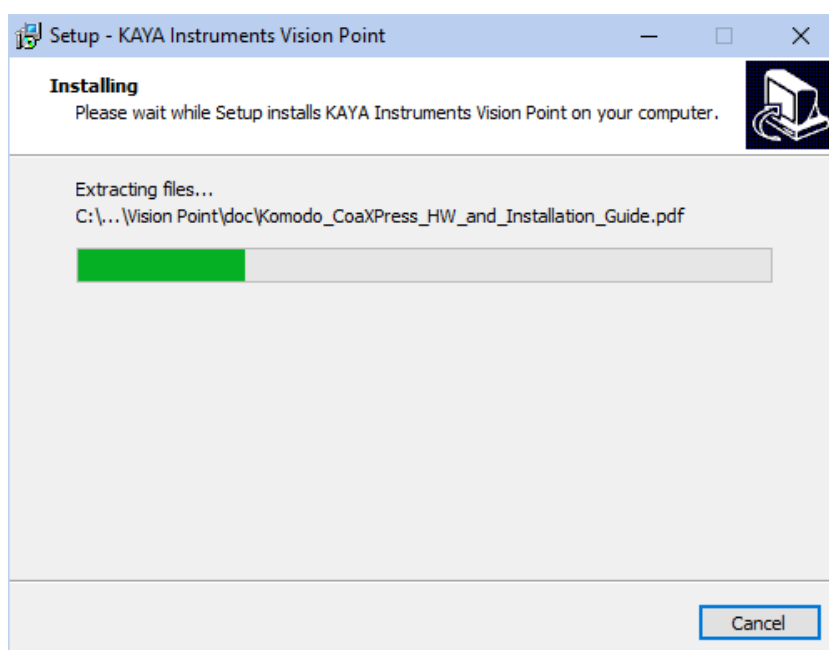 Setup - KAYA Instruments Vision Point
Installing
Please wait while Setup installs KAYA Instruments Vision Point on your computer.
Extracting files...
C:\...\Vision Point\doc\Komodo_CoaXPress_HW_and_Installation_Guide.pdf
Cancel